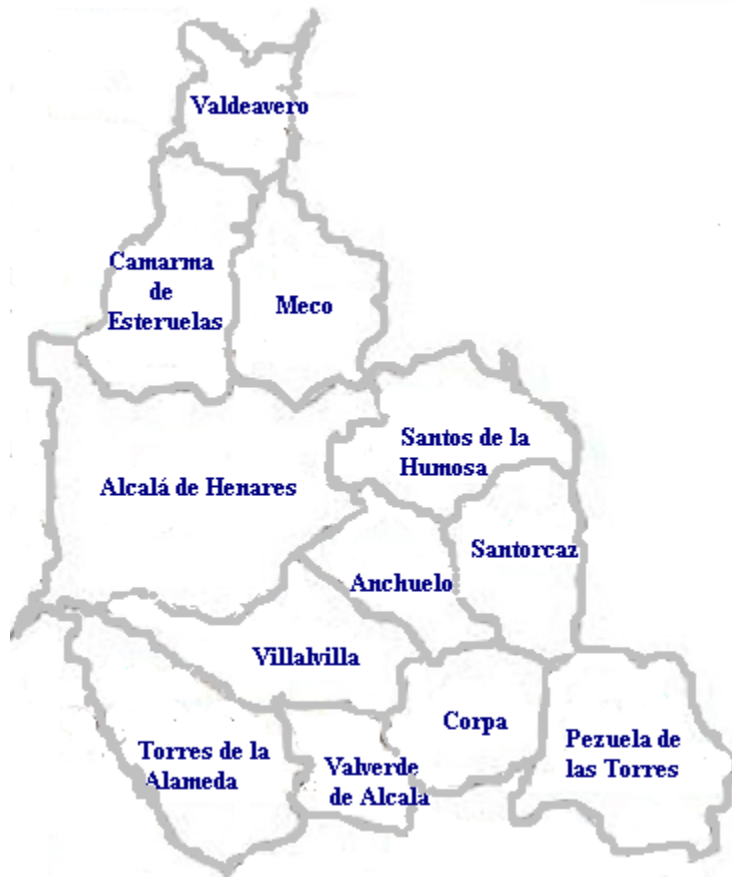 Valdeavero
Camarma
de
Esteruelas
Meco
Santos de la
Humosa
Alcalá de Henares
Santorcaz
Anchuelo
Villalvilla
Corpa
Torres de la
Alameda
Valverde
de Alcala
Pezuela de
las Torres